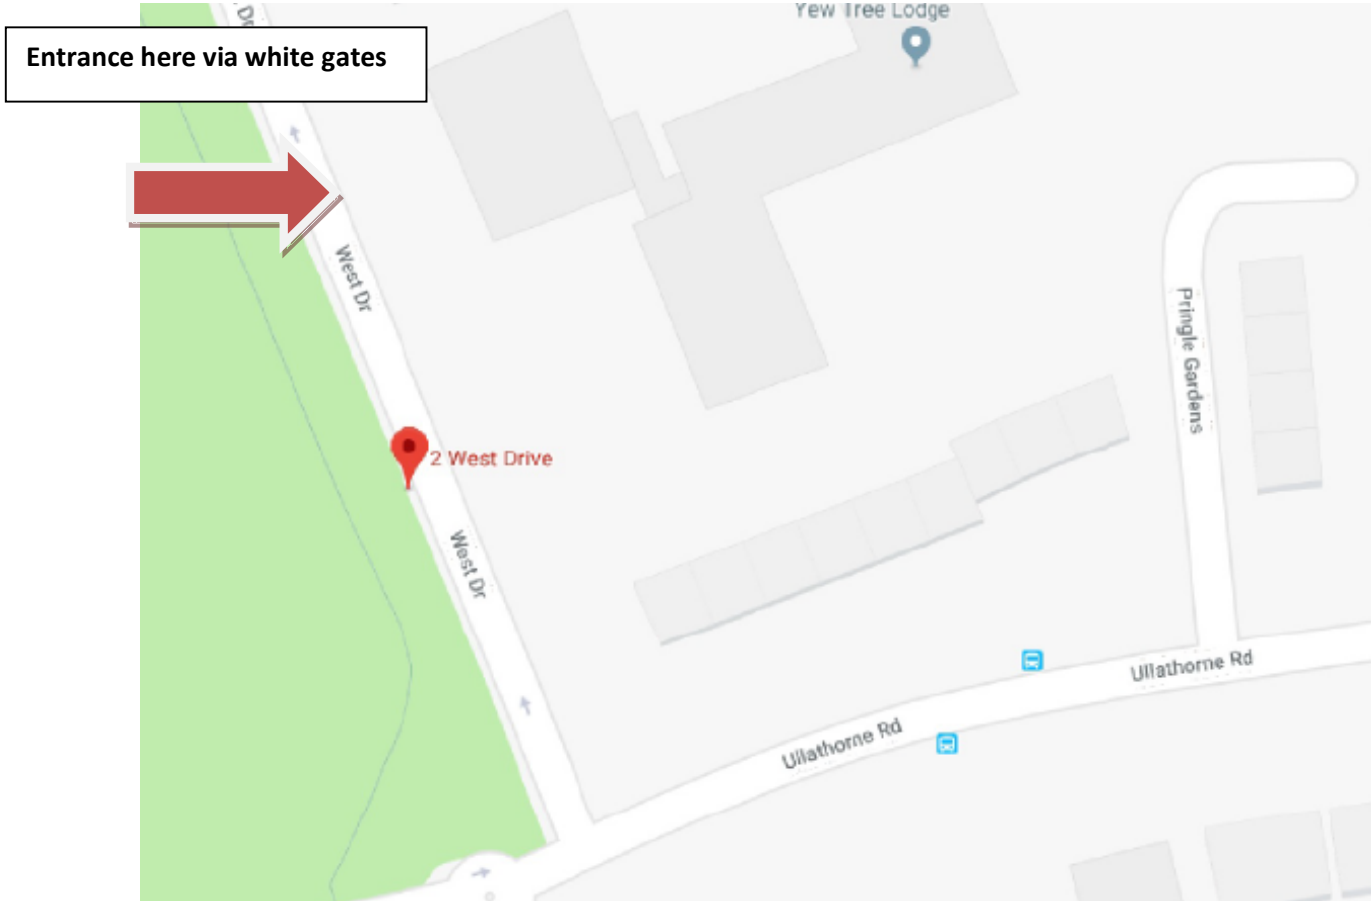 Yew Tree Lodge
Dr
Entrance here via white gates
West Dr
Pringle Gardens
2 West Drive
West Dr
Ullathorne Rd
Ullathorne Rd